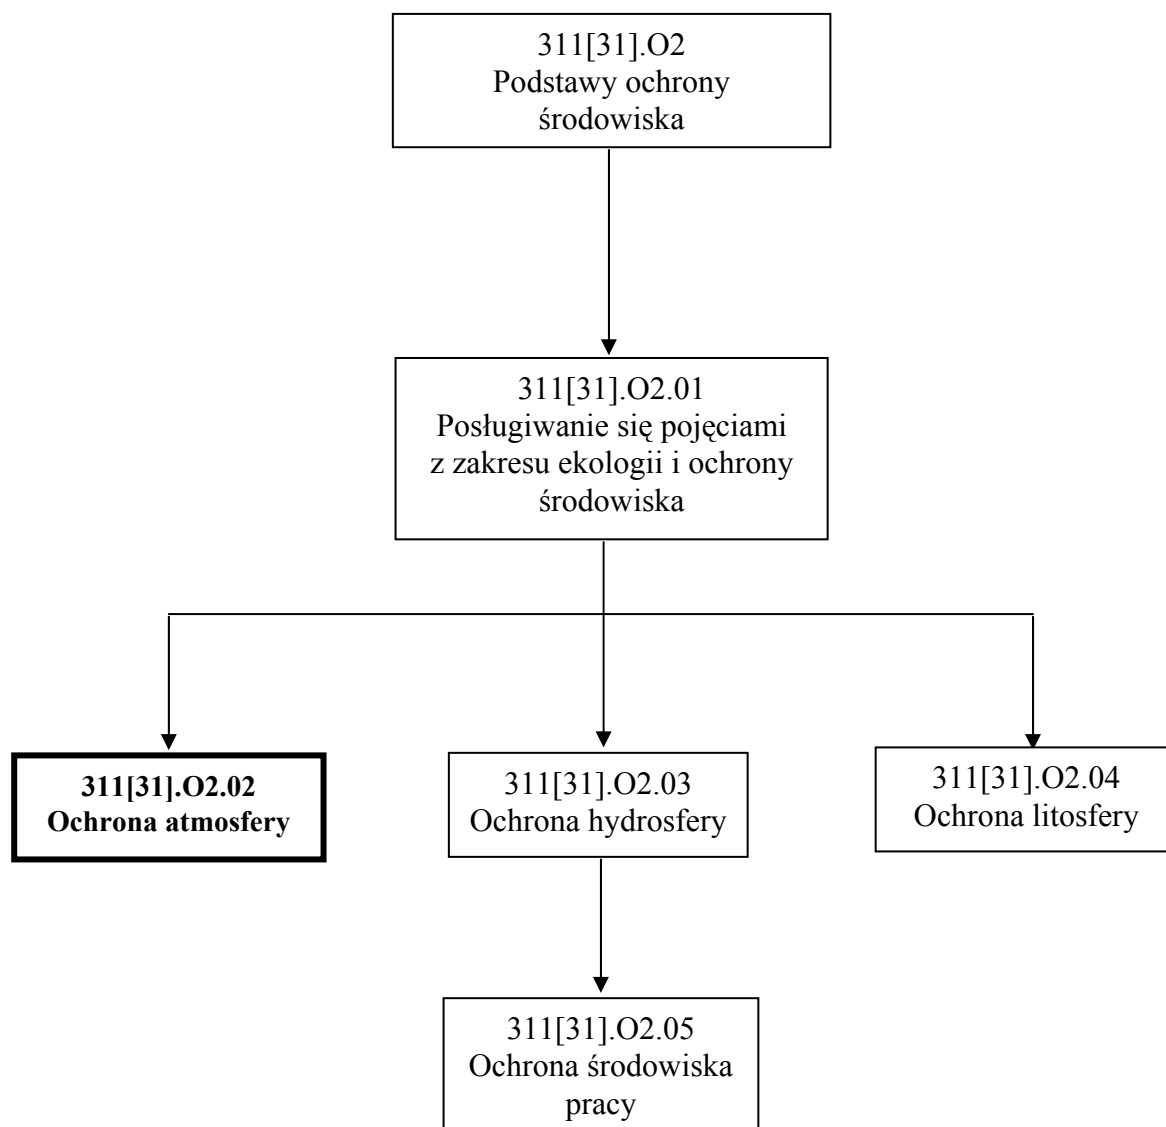 311[31].O2
Podstawy ochrony
środowiska
311[31].O2.01
Posługiwanie się pojęciami
z zakresu ekologii i ochrony
środowiska
311[31].O2.02
Ochrona atmosfery
311[31].O2.03
Ochrona hydrosfery
311[31].O2.04
Ochrona litosfery
311[31].O2.05
Ochrona środowiska
pracy